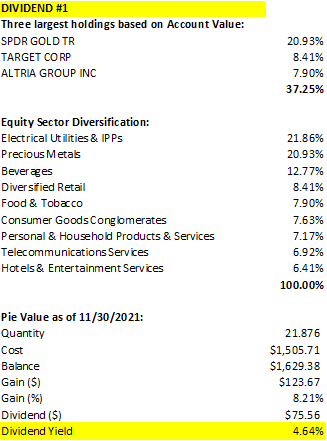 DIVIDEND #1
Three largest holdings based on Account Value:
SPDR GOLD TR 20.93%
TARGET CORP 8.41%
ALTRIA GROUP INC 7.90%
37.25%
Equity Sector Diversification:
Electrical Utilities & IPPs 21.86%
Precious Metals 20.93%
Beverages 12.77%
Diversified Retail 8.41%
Food & Tobacco 7.90%
Consumer Goods Conglomerates 7.63%
Personal & Household Products & Services 7.17%
Telecommunications Services 6.92%
Hotels & Entertainment Services 6.41%
100.00%
Pie Value as of 11/30/2021:
Quantity 21.876
Cost $1,505.71
Balance $1,629.38
Gain ($) $123.67
Gain (%) 8.21%
Dividend ($) $75.56
Dividend Yield 4.64%